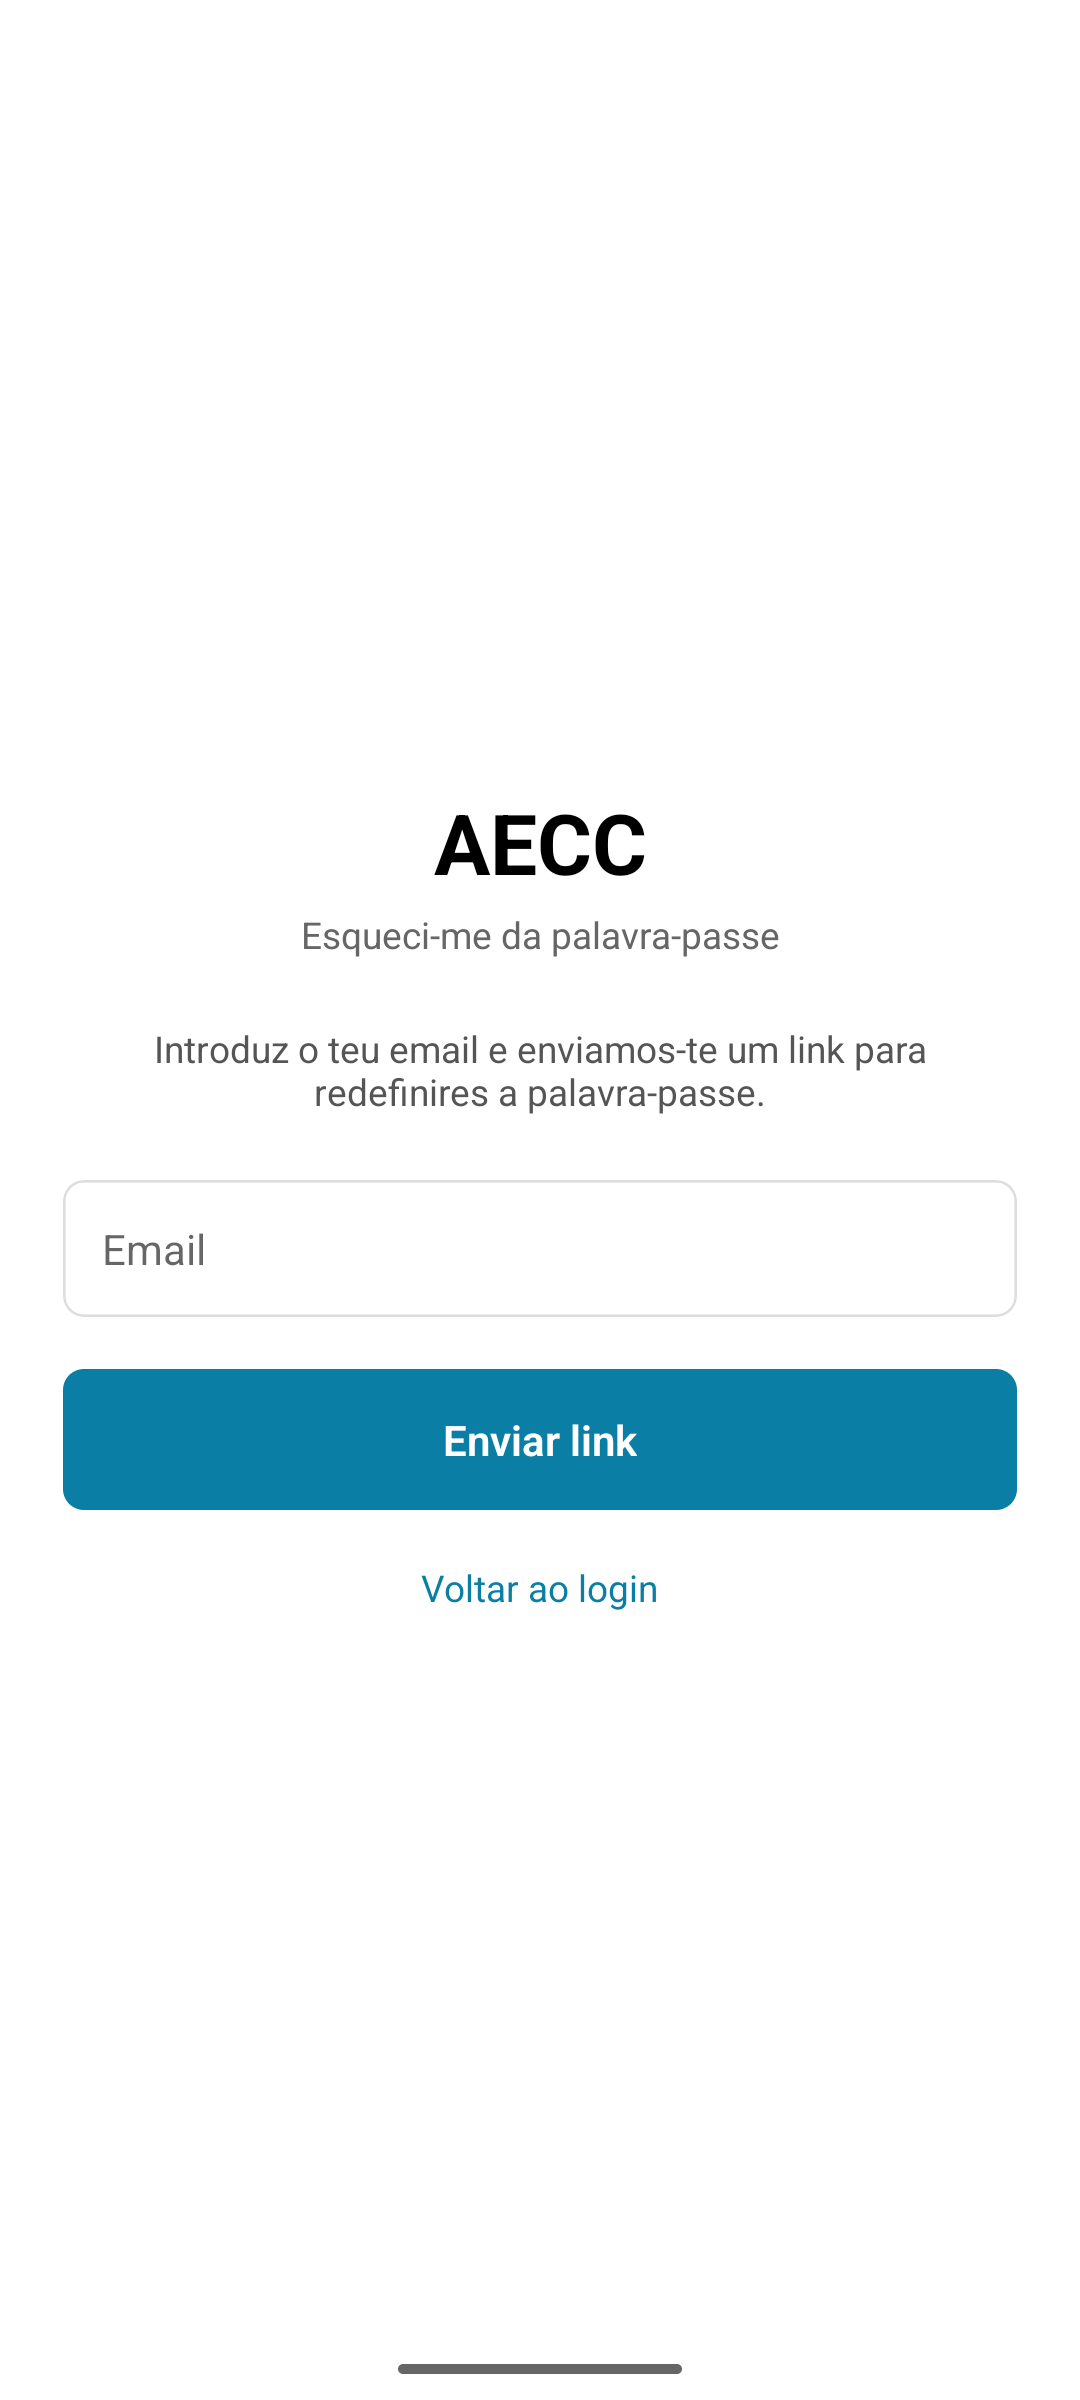 AECC
Esqueci-me da palavra-passe
Introduz o teu email e enviamos-te um link para
redefinires a palavra-passe.
Email
Enviar link
Voltar ao login